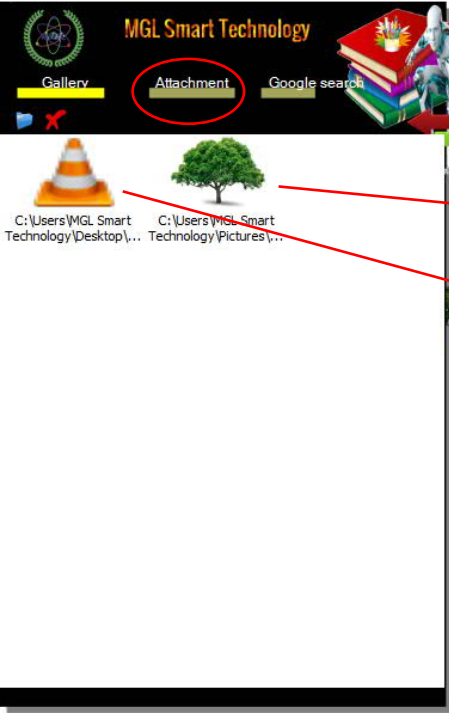 MGL Smart Technology
Gallery Attachment Google search
C:\Users\MGL Smart C:\Users\MGL Smart
Technology\Desktop\... Technology\Pictures\...